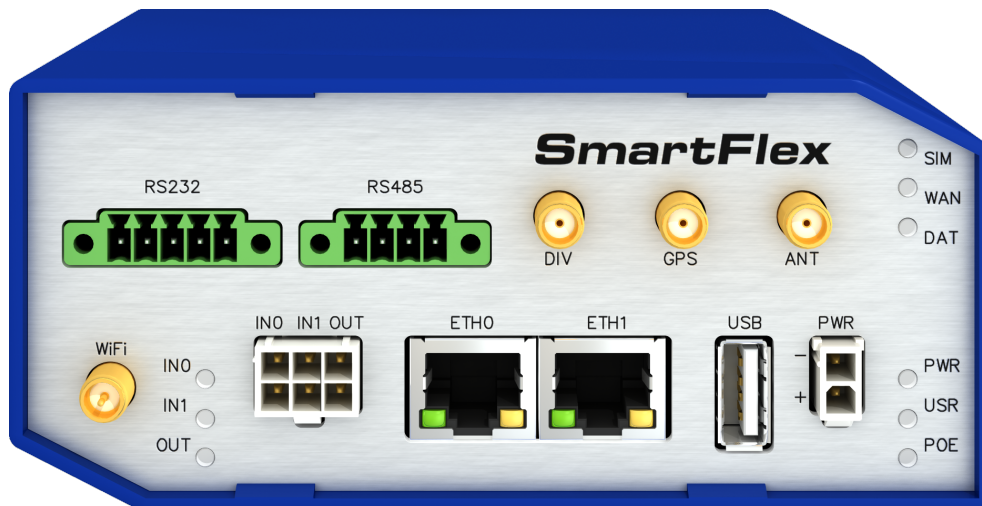 SmartFlex
SIM
WAN
DAT
RS232
RS485
DIV
GPS
ANT
IN0 IN1 OUT
ETH0
ETH1
USB
PWR
WiFi
IN0
IN1
OUT
−
+
PWR
USR
POE